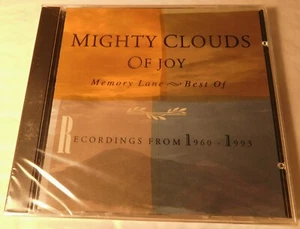 MIGHTY CLOUDS
OF JOY
Memory Lane ~ Best Of
RECORDINGS FROM 1960 - 1993